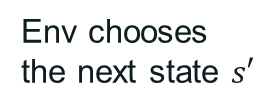 Env chooses
the next state s′